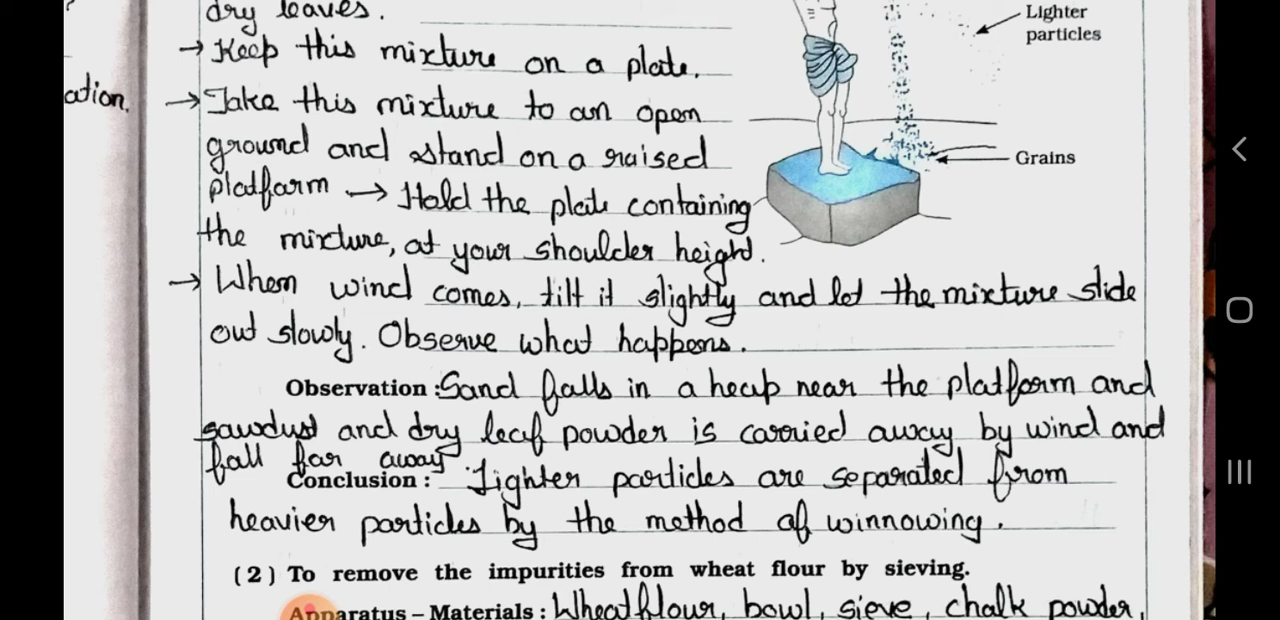 dry leaves.
→ Keep this mixture on a plate.
ation.
→ Take this mixture to an open
ground and stand on a raised
platform → Hold the plate containing
the mixture, at your shoulder height.
→ When wind comes, tilt it slightly and let the mixture slide
out slowly. Observe what happens.
Lighter
particles
Grains
Observation : Sand falls in a heap near the platform and
sawdust and dry leaf powder is carried away by wind and
fall far away
Conclusion : Lighter particles are separated from
heavier particles by the method of winnowing.
(2) To remove the impurities from wheat flour by sieving.
Apparatus – Materials : Wheat flour, bowl, sieve, chalk powder,